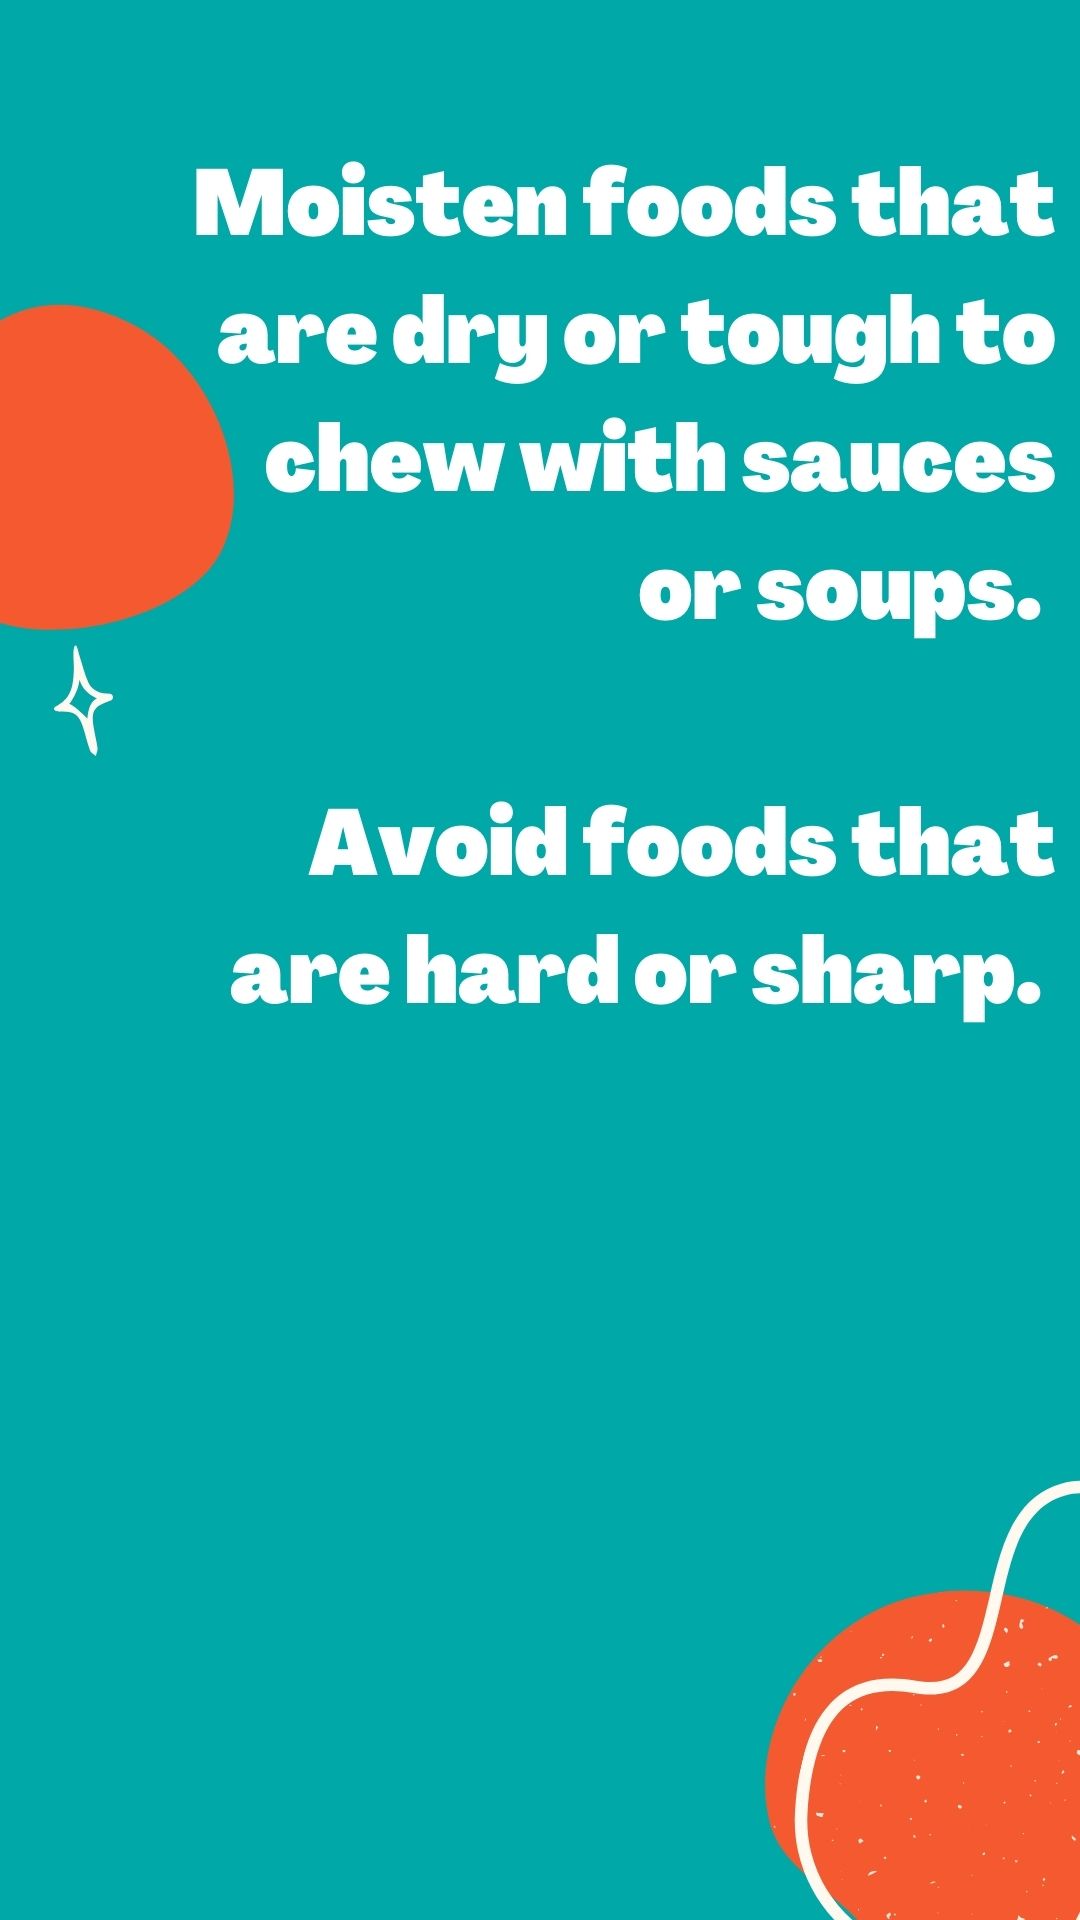 Moisten foods that
are dry or tough to
chew with sauces
or soups.
Avoid foods that
are hard or sharp.